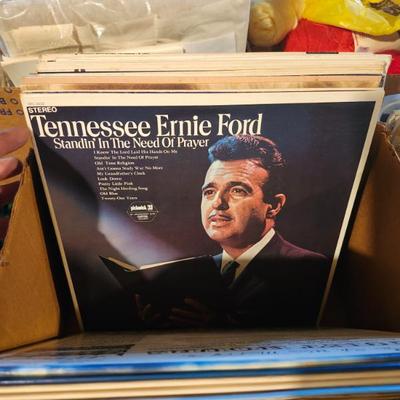 STEREO
Tennessee Ernie Ford
Standin' In The Need Of Prayer
I Know The Lord Laid His Hands On Me
Standin' In The Need Of Prayer
Old Time Religion
Ain't Gonna Study War No More
My Grandfather's Clock
Look Down
Pretty Little Pink
The Night Herding Song
Old Blue
Twenty-One Years
pickwick/33